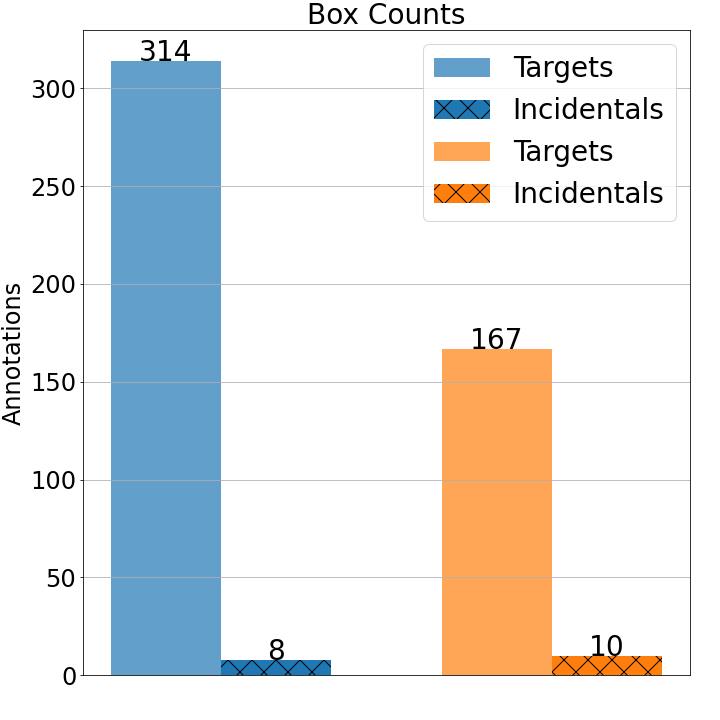 Box Counts
314
Targets
Incidentals
Targets
Incidentals
167
8
10
Annotations
300
250
200
150
100
50
0